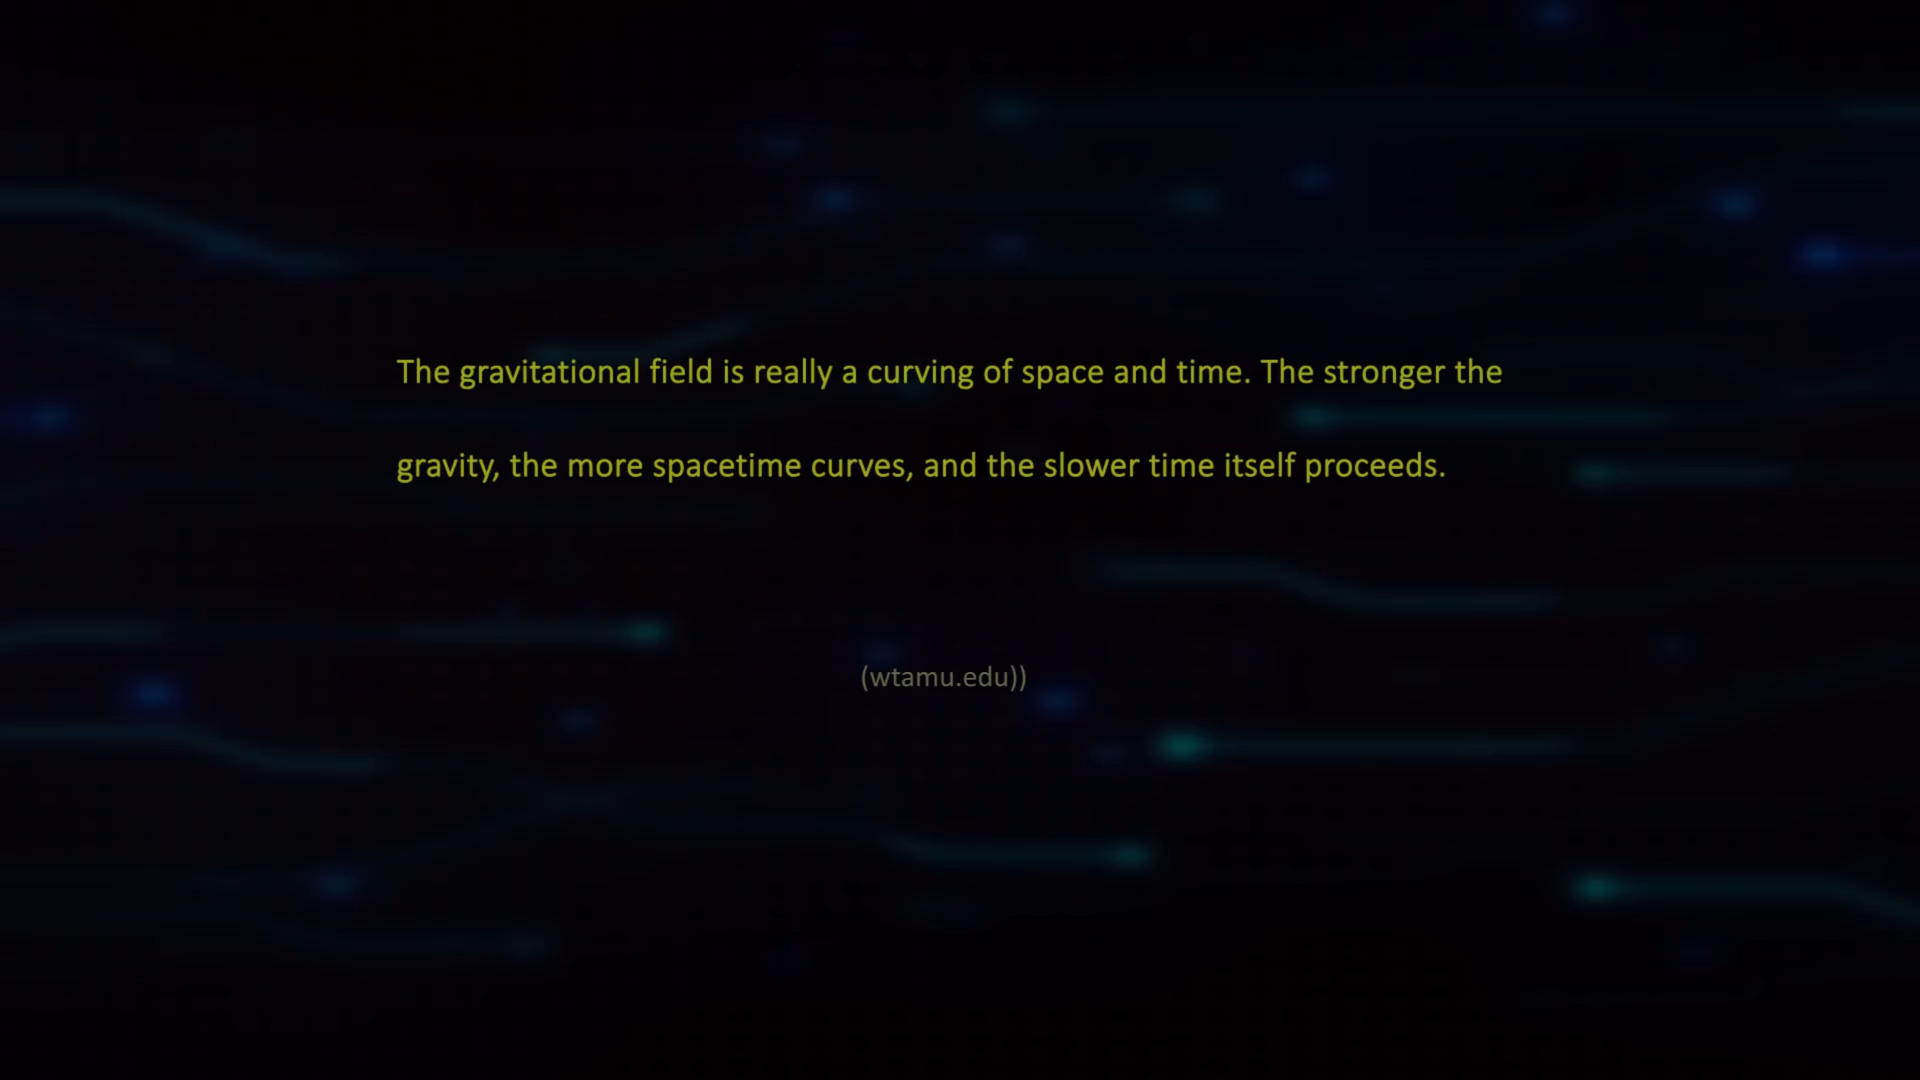 The gravitational field is really a curving of space and time. The stronger the
gravity, the more spacetime curves, and the slower time itself proceeds.
(wtamu.edu))